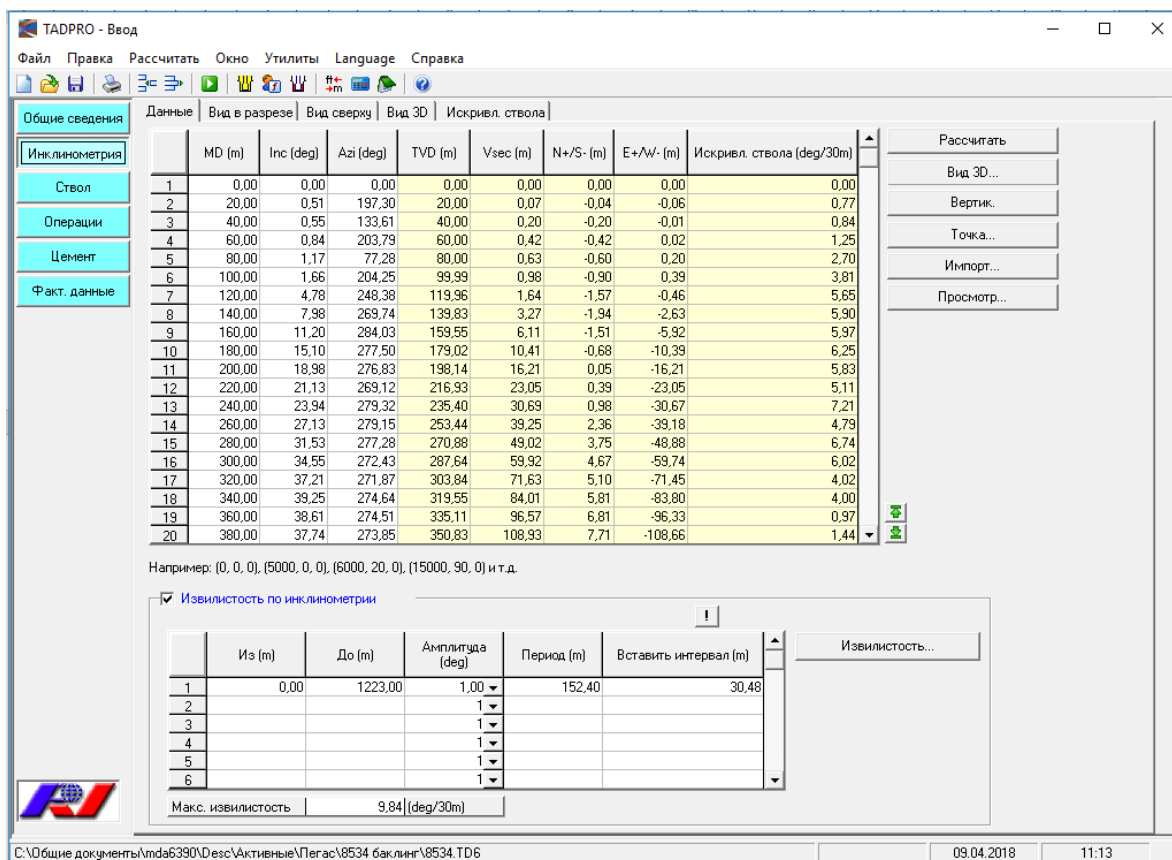 TADPRO - Ввод
Файл Правка Рассчитать Окно Утилиты Language Справка
Общие сведения
Инклинометрия
Ствол
Операции
Цемент
Факт. данные
Данные Вид в разрезе Вид сверху Вид 3D Искривл. ствола
MD (m) Inc (deg) Azi (deg) TVD (m) Vsec (m) N+/S- (m) E+/W- (m) Искривл. ствола (deg/30m)
1 0,00 0,00 0,00 0,00 0,00 0,00 0,00 0,00
2 20,00 0,51 197,30 20,00 0,07 -0,04 -0,06 0,77
3 40,00 0,55 133,61 40,00 0,20 -0,20 -0,01 0,84
4 60,00 0,84 203,79 60,00 0,42 -0,42 0,02 1,25
5 80,00 1,17 77,28 80,00 0,63 -0,60 0,20 2,70
6 100,00 1,66 204,25 99,99 0,98 -0,90 0,39 3,81
7 120,00 4,78 248,38 119,96 1,64 -1,57 -0,46 5,65
8 140,00 7,98 269,74 139,83 3,27 -1,94 -2,63 5,90
9 160,00 11,20 284,03 159,55 6,11 -1,51 -5,92 5,97
10 180,00 15,10 277,50 179,02 10,41 -0,68 -10,39 6,25
11 200,00 18,98 276,83 198,14 16,21 0,05 -16,21 5,83
12 220,00 21,13 269,12 216,93 23,05 0,39 -23,05 5,11
13 240,00 23,94 279,32 235,40 30,69 0,98 -30,67 7,21
14 260,00 27,13 279,15 253,44 39,25 2,36 -39,18 4,79
15 280,00 31,53 277,28 270,88 49,02 3,75 -48,88 6,74
16 300,00 34,55 272,43 287,64 59,92 4,67 -59,74 6,02
17 320,00 37,21 271,87 303,84 71,63 5,10 -71,45 4,02
18 340,00 39,25 274,64 319,55 84,01 5,81 -83,80 4,00
19 360,00 38,61 274,51 335,11 96,57 6,81 -96,33 0,97
20 380,00 37,74 273,85 350,83 108,93 7,71 -108,66 1,44
Рассчитать
Вид 3D...
Вертик.
Точка...
Импорт...
Просмотр...
Например: (0, 0, 0), (5000, 0, 0), (6000, 20, 0), (15000, 90, 0) и т.д.
Извилистость по инклинометрии
!
Из (m) До (m) Амплитуда (deg) Период (m) Вставить интервал (m)
1 0,00 1223,00 1,00 152,40 30,48
2 1
3 1
4 1
5 1
6 1
Извилистость...
Макс. извилистость 9,84 (deg/30m)
C:\Общие документы\mda6390\Desc\Активные\Пегас\8534 баклинг\8534.TD6 09.04.2018 11:13